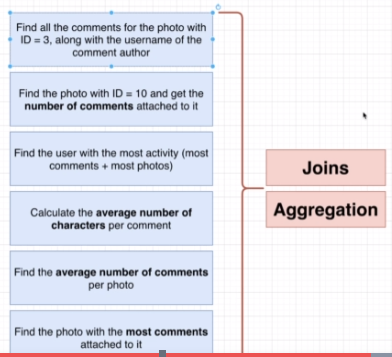 Find all the comments for the photo with
ID = 3, along with the username of the
comment author
Find the photo with ID = 10 and get the
number of comments attached to it
Find the user with the most activity (most
comments + most photos)
Calculate the average number of
characters per comment
Find the average number of comments
per photo
Find the photo with the most comments
attached to it
Joins
Aggregation